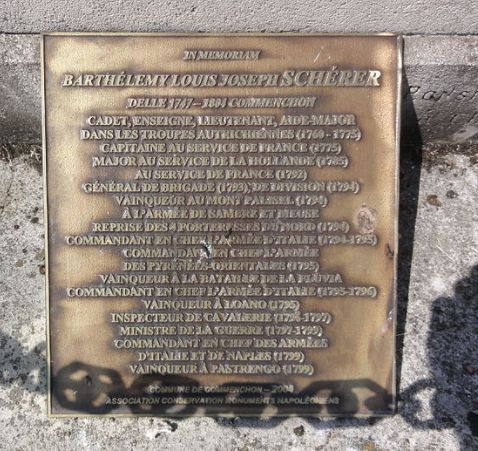 IN MEMORIAM
BARTHÉLEMY LOUIS JOSEPH SCHÉRER
DELLE 1747 – 1804 COMMENCHON
CADET, ENSEIGNE, LIEUTENANT, AIDE-MAJOR
DANS LES TROUPES AUTRICHIENNES (1760 - 1775)
CAPITAINE AU SERVICE DE FRANCE (1775)
MAJOR AU SERVICE DE LA HOLLANDE (1785)
AU SERVICE DE FRANCE (1792)
GÉNÉRAL DE BRIGADE (1793), DE DIVISION (1794)
VAINQUEUR AU MONT PALISEL (1794)
À L'ARMÉE DE SAMBRE ET MEUSE
REPRISE DES 4 FORTERESSES DU NORD (1794)
COMMANDANT EN CHEF L'ARMÉE D'ITALIE (1794-1795)
COMMANDANT EN CHEF L'ARMÉE
DES PYRÉNÉES-ORIENTALES (1795)
VAINQUEUR À LA BATAILLE DE LA FLUVIA
COMMANDANT EN CHEF L'ARMÉE D'ITALIE (1795-1796)
VAINQUEUR À LOANO (1795)
INSPECTEUR DE CAVALERIE (1796-1797)
MINISTRE DE LA GUERRE (1797-1799)
COMMANDANT EN CHEF DES ARMÉES
D'ITALIE ET DE NAPLES (1799)
VAINQUEUR À PASTRENGO (1799)
COMMUNE DE COMMENCHON –
ASSOCIATION CONSERVATION MONUMENTS NAPOLÉONIENS